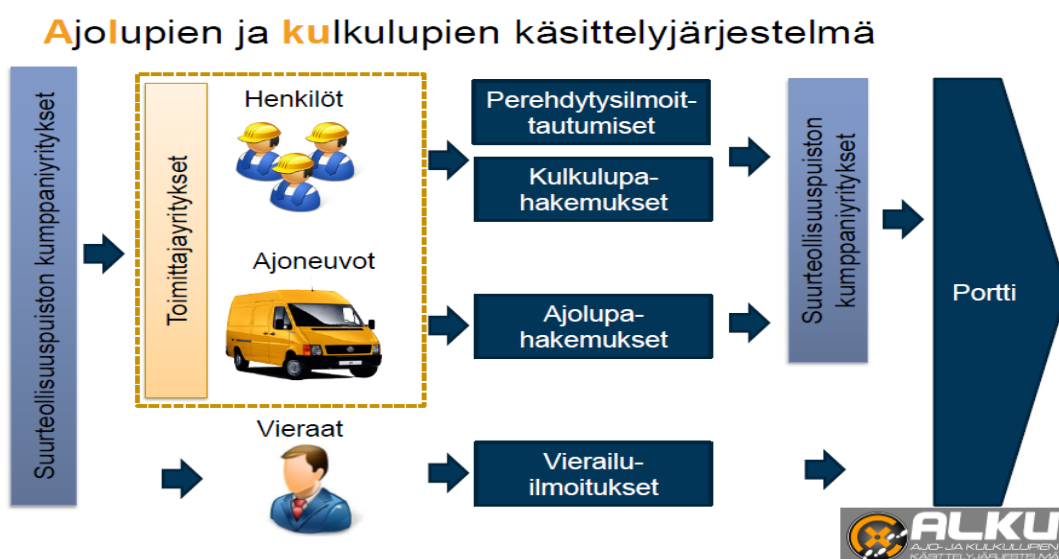 Ajolupien ja kulkulupien käsittelyjärjestelmä
Suurteollisuuspuiston kumppaniyritykset
Toimittajayritykset
Henkilöt
Ajoneuvot
Vieraat
Perehdytysilmoit-
tautumiset
Kulkulupa-
hakemukset
Ajolupa-
hakemukset
Vierailu-
ilmoitukset
Suurteollisuuspuiston
kumppaniyritykset
Portti
ALKU
AJO- JA KULKULUPIEN
KÄSITTELYJÄRJESTELMÄ